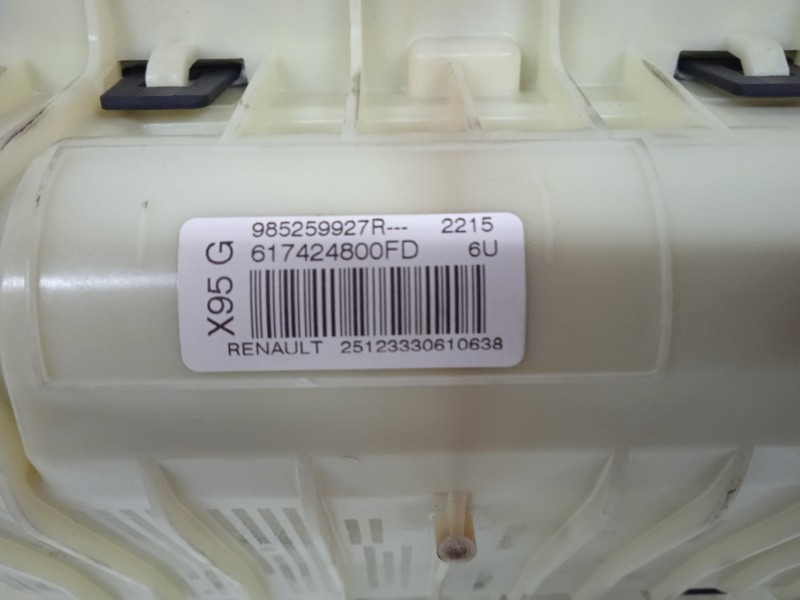 X95 G
985259927R--- 2215
617424800FD 6U
RENAULT 25123330610638